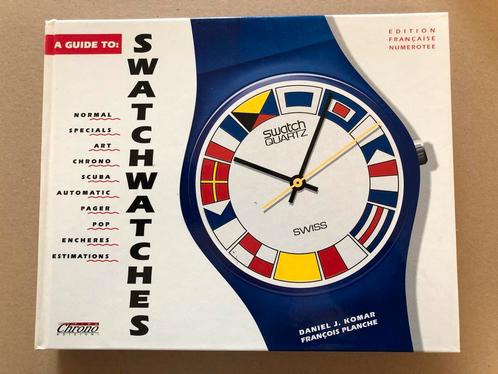 A GUIDE TO:
SWATCHWATCHES
NORMAL
SPECIALS
ART
CHRONO
SCUBA
AUTOMATIC
PAGER
POP
ENCHERES
ESTIMATIONS
EDITION
FRANÇAISE
NUMEROTEE
swatch
QUARTZ
SWISS
DANIEL J. KOMAR
FRANÇOIS PLANCHE
Chrono